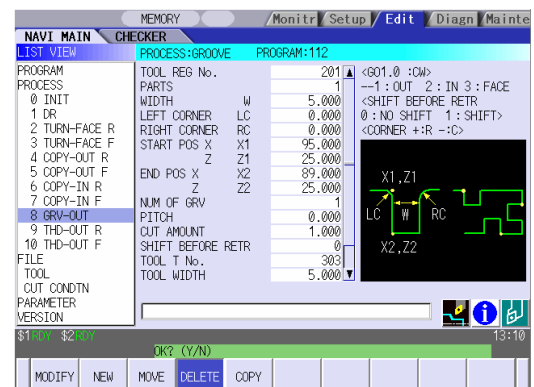 MEMORY Monitr Setup Edit Diagn Mainte
NAVI MAIN CHECKER
LIST VIEW PROCESS:GROOVE PROGRAM:112
PROGRAM
PROCESS
0 INIT
1 DR
2 TURN-FACE R
3 TURN-FACE F
4 COPY-OUT R
5 COPY-OUT F
6 COPY-IN R
7 COPY-IN F
8 GRV-OUT
9 THD-OUT R
10 THD-OUT F
FILE
TOOL
CUT CONDTN
PARAMETER
VERSION
TOOL REG No. 201
PARTS 1
WIDTH W 5.000
LEFT CORNER LC 0.000
RIGHT CORNER RC 0.000
START POS X X1 95.000
Z Z1 25.000
END POS X X2 89.000
Z Z2 25.000
NUM OF GRV 1
PITCH 0.000
CUT AMOUNT 1.000
SHIFT BEFORE RETR 0
TOOL T No. 303
TOOL WIDTH 5.000
<GO1.0 :CW>
--1:OUT 2:IN 3:FACE
<SHIFT BEFORE RETR
0:NO SHIFT 1:SHIFT>
<CORNER +:R -:C>
X1,Z1
LC W RC
X2,Z2
$1RDY $2RDY 13:10
OK? (Y/N)
MODIFY NEW MOVE DELETE COPY